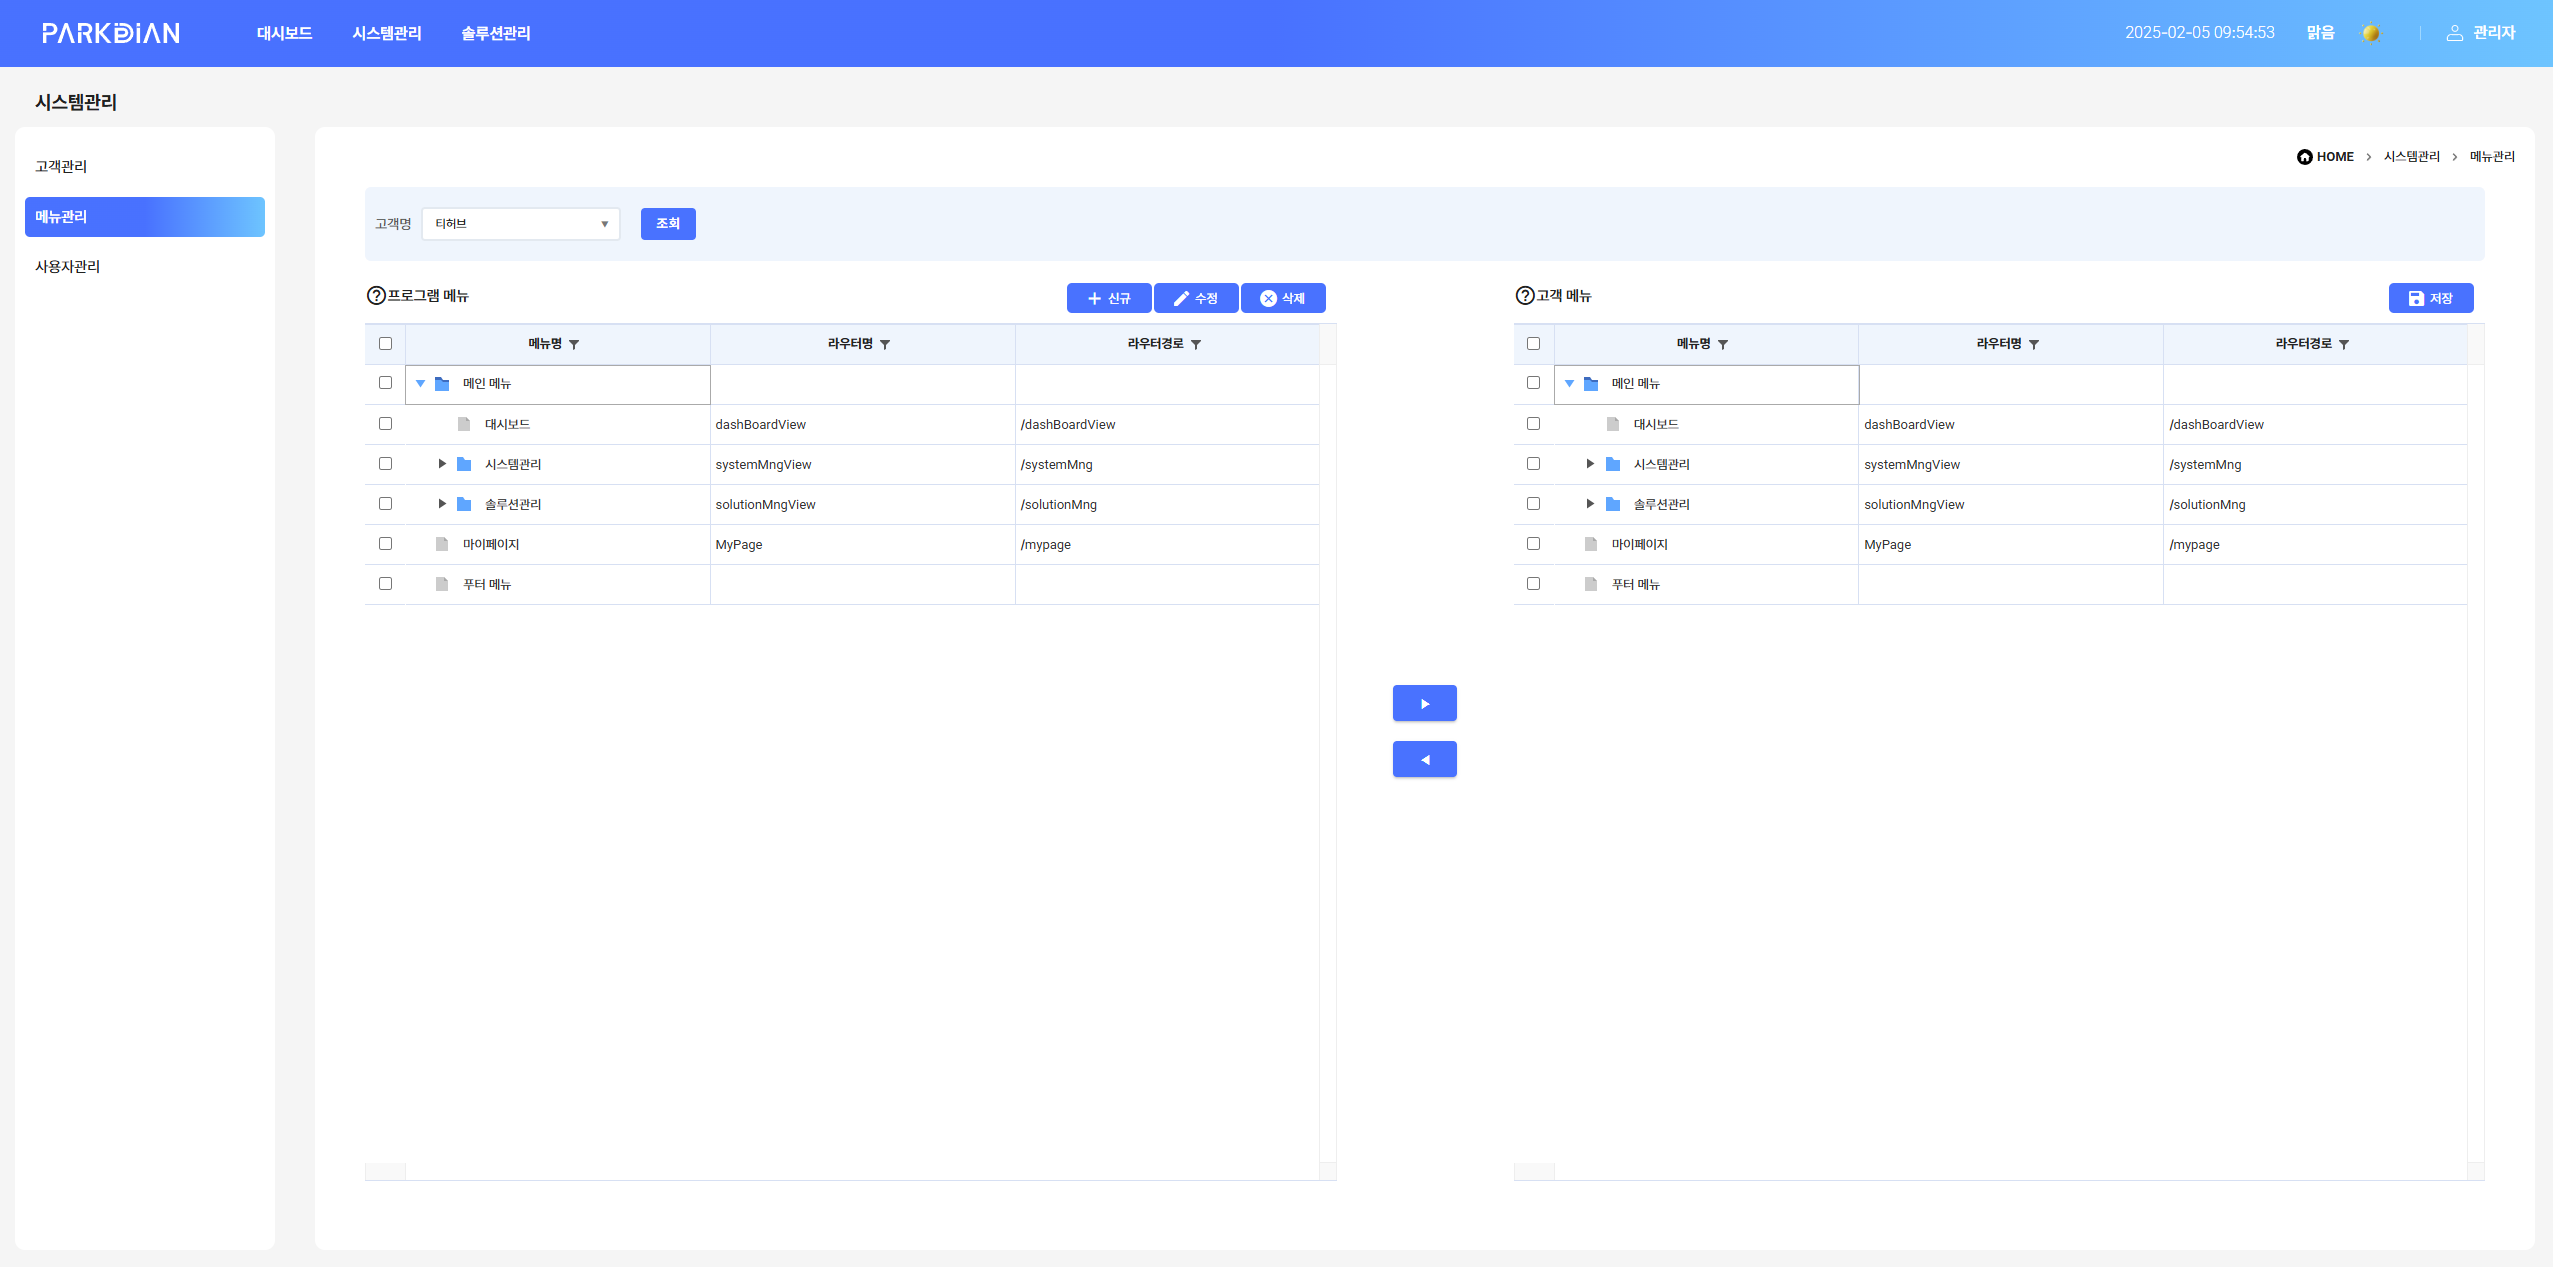 PARKDiAN 대시보드 시스템관리 솔루션관리 2025-02-05 09:54:53 맑음 관리자
시스템관리
고객관리
메뉴관리
사용자관리
HOME > 시스템관리 > 메뉴관리
고객명 티허브 조회
프로그램 메뉴 신규 수정 삭제
메뉴명 라우터명 라우터경로
메인 메뉴
대시보드 dashBoardView /dashBoardView
시스템관리 systemMngView /systemMng
솔루션관리 solutionMngView /solutionMng
마이페이지 MyPage /mypage
푸터 메뉴
고객 메뉴 저장
메뉴명 라우터명 라우터경로
메인 메뉴
대시보드 dashBoardView /dashBoardView
시스템관리 systemMngView /systemMng
솔루션관리 solutionMngView /solutionMng
마이페이지 MyPage /mypage
푸터 메뉴